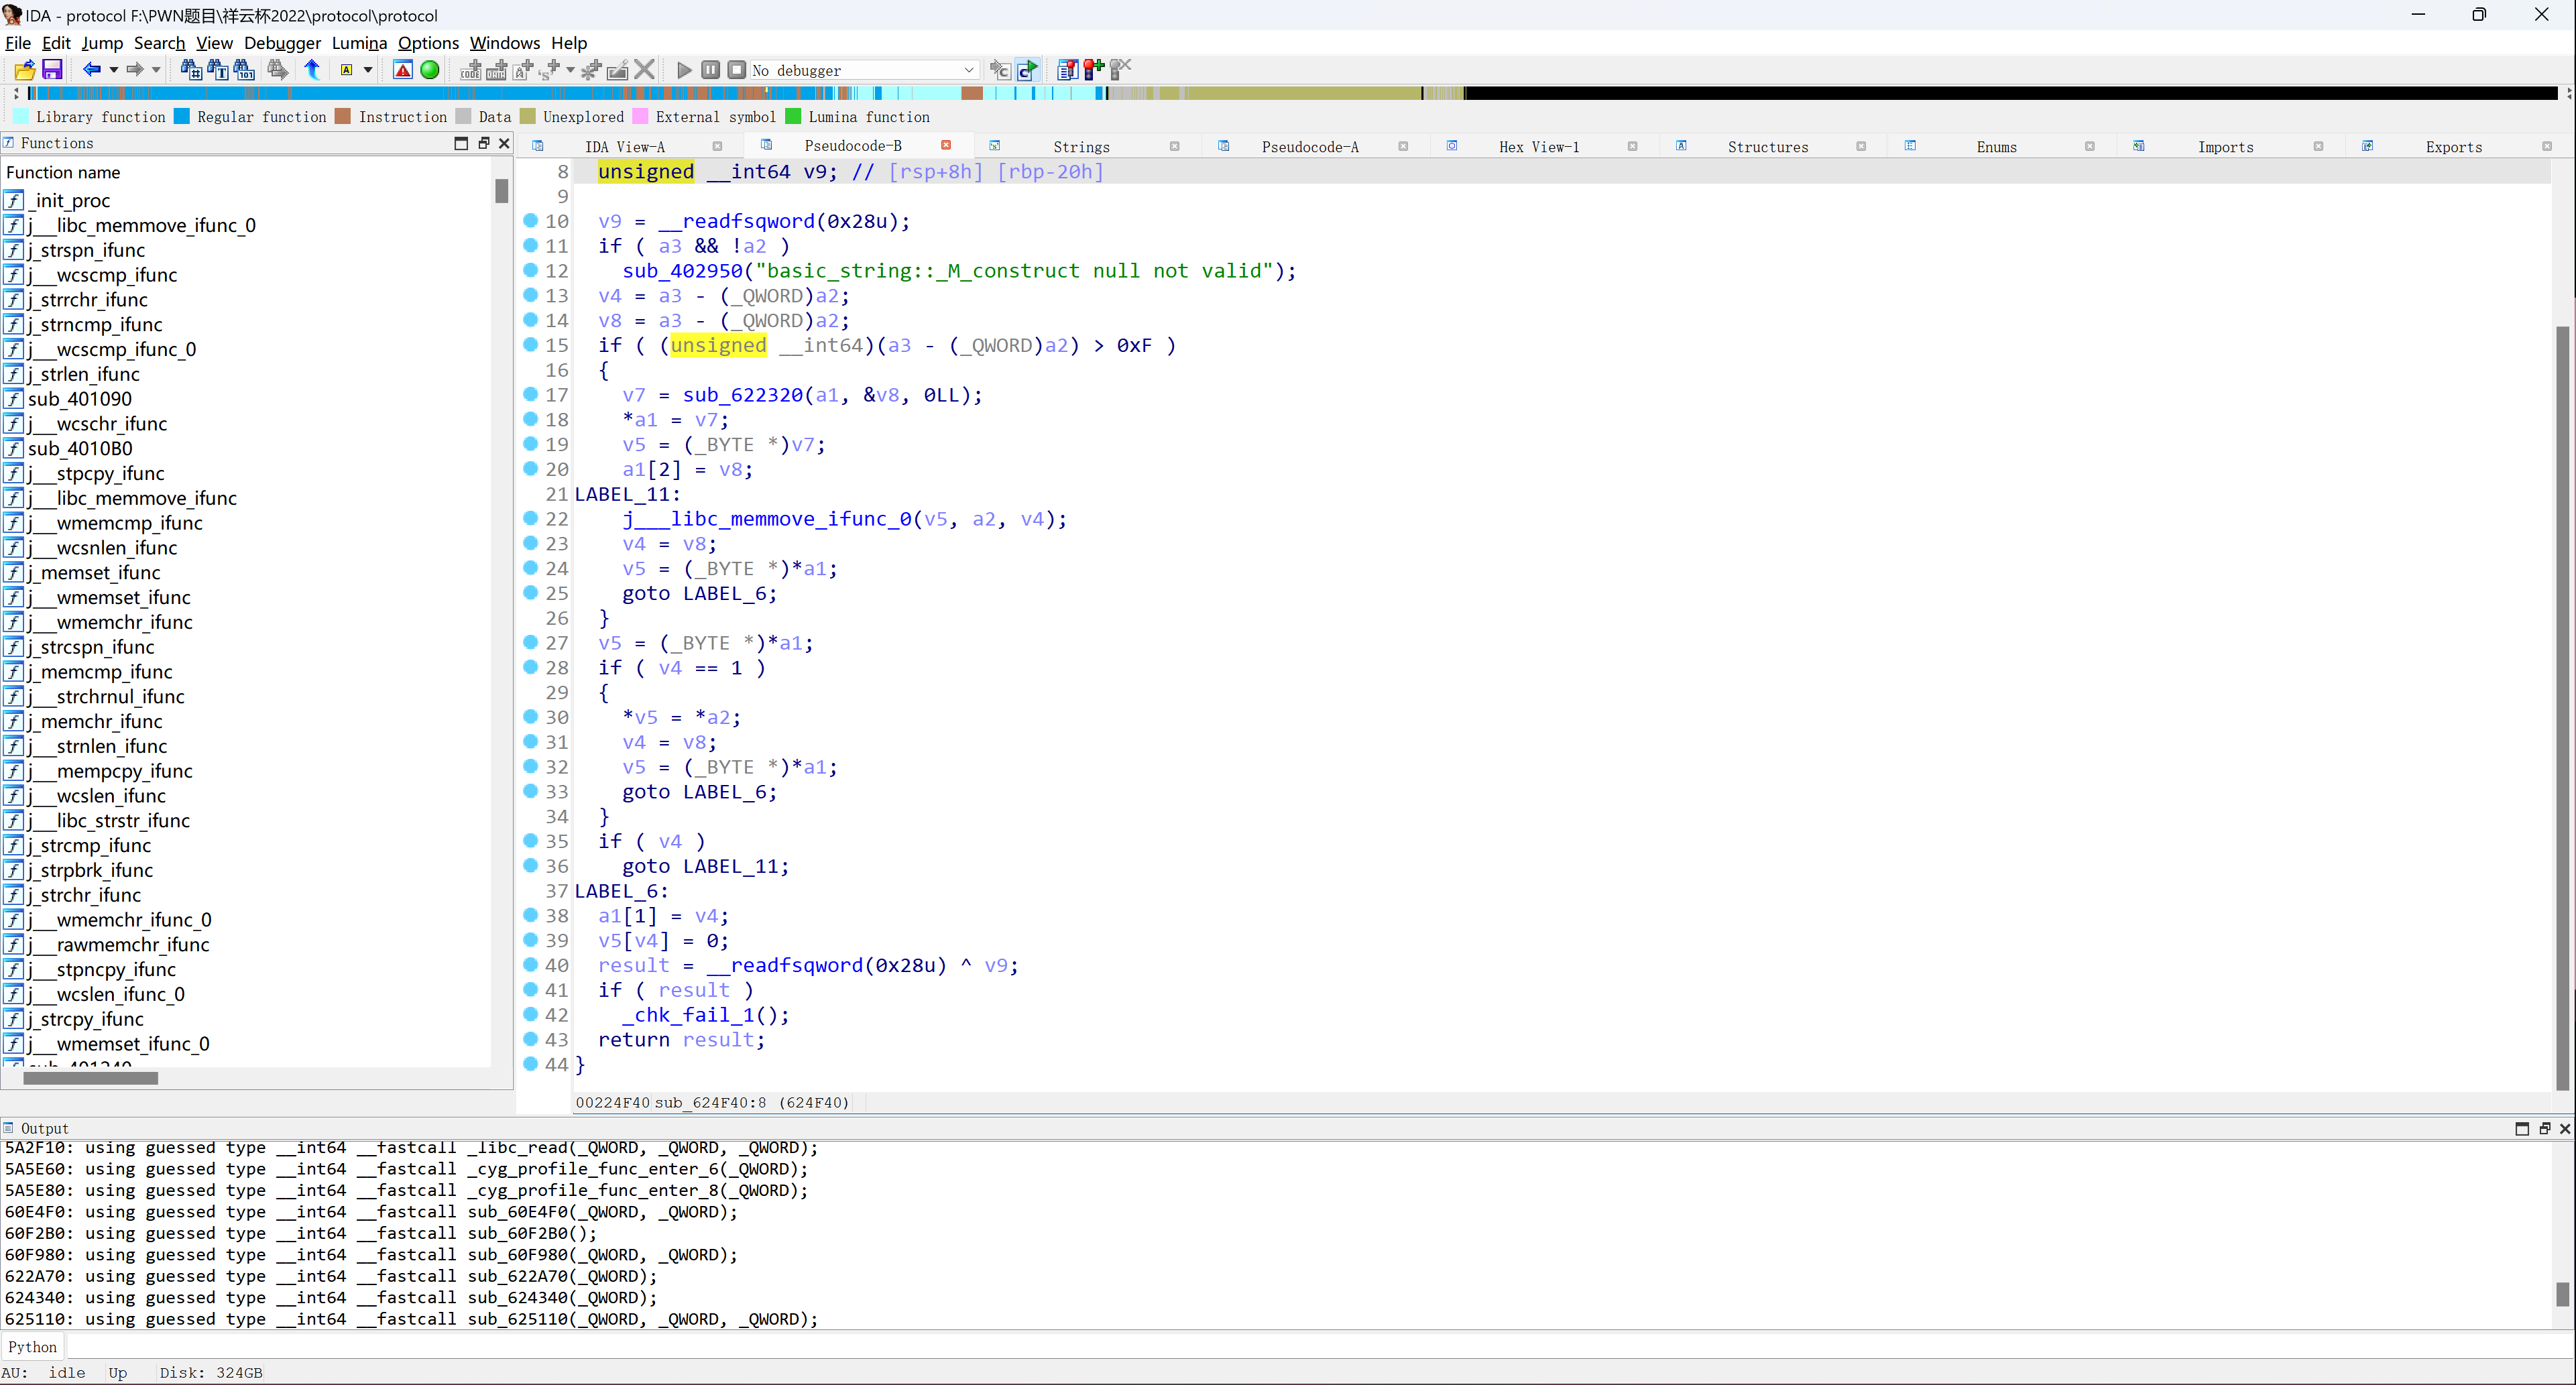 IDA - protocol F:\PWN题目\祥云杯2022\protocol\protocol
File Edit Jump Search View Debugger Lumina Options Windows Help
No debugger
Library function Regular function Instruction Data Unexplored External symbol Lumina function
Functions
IDA View-A Pseudocode-B Strings Pseudocode-A Hex View-1 Structures Enums Imports Exports
Function name
_init_proc
j___libc_memmove_ifunc_0
j_strspn_ifunc
j___wcscmp_ifunc
j_strrchr_ifunc
j_strncmp_ifunc
j___wcscmp_ifunc_0
j_strlen_ifunc
sub_401090
j___wcschr_ifunc
sub_4010B0
j___stpcpy_ifunc
j___libc_memmove_ifunc
j___wmemcmp_ifunc
j___wcsnlen_ifunc
j_memset_ifunc
j___wmemset_ifunc
j___wmemchr_ifunc
j_strcspn_ifunc
j_memcmp_ifunc
j___strchrnul_ifunc
j_memchr_ifunc
j___strnlen_ifunc
j___mempcpy_ifunc
j___wcslen_ifunc
j___libc_strstr_ifunc
j_strcmp_ifunc
j_strpbrk_ifunc
j_strchr_ifunc
j___wmemchr_ifunc_0
j___rawmemchr_ifunc
j___stpncpy_ifunc
j___wcslen_ifunc_0
j_strcpy_ifunc
j___wmemset_ifunc_0
8 unsigned __int64 v9; // [rsp+8h] [rbp-20h]
9
10 v9 = __readfsqword(0x28u);
11 if ( a3 && !a2 )
12 sub_402950("basic_string::_M_construct null not valid");
13 v4 = a3 - (_QWORD)a2;
14 v8 = a3 - (_QWORD)a2;
15 if ( (unsigned __int64)(a3 - (_QWORD)a2) > 0xF )
16 {
17 v7 = sub_622320(a1, &v8, 0LL);
18 *a1 = v7;
19 v5 = (_BYTE *)v7;
20 a1[2] = v8;
21 LABEL_11:
22 j___libc_memmove_ifunc_0(v5, a2, v4);
23 v4 = v8;
24 v5 = (_BYTE *)*a1;
25 goto LABEL_6;
26 }
27 v5 = (_BYTE *)*a1;
28 if ( v4 == 1 )
29 {
30 *v5 = *a2;
31 v4 = v8;
32 v5 = (_BYTE *)*a1;
33 goto LABEL_6;
34 }
35 if ( v4 )
36 goto LABEL_11;
37 LABEL_6:
38 a1[1] = v4;
39 v5[v4] = 0;
40 result = __readfsqword(0x28u) ^ v9;
41 if ( result )
42 _chk_fail_1();
43 return result;
44 }
00224F40 sub_624F40:8 (624F40)
Output
5A2F10: using guessed type __int64 __fastcall _libc_read(_QWORD, _QWORD, _QWORD);
5A5E60: using guessed type __int64 __fastcall _cyg_profile_func_enter_6(_QWORD);
5A5E80: using guessed type __int64 __fastcall _cyg_profile_func_enter_8(_QWORD);
60E4F0: using guessed type __int64 __fastcall sub_60E4F0(_QWORD, _QWORD);
60F2B0: using guessed type __int64 __fastcall sub_60F2B0();
60F980: using guessed type __int64 __fastcall sub_60F980(_QWORD, _QWORD);
622A70: using guessed type __int64 __fastcall sub_622A70(_QWORD);
624340: using guessed type __int64 __fastcall sub_624340(_QWORD);
625110: using guessed type __int64 __fastcall sub_625110(_QWORD, _QWORD, _QWORD);
Python
AU: idle Up Disk: 324GB